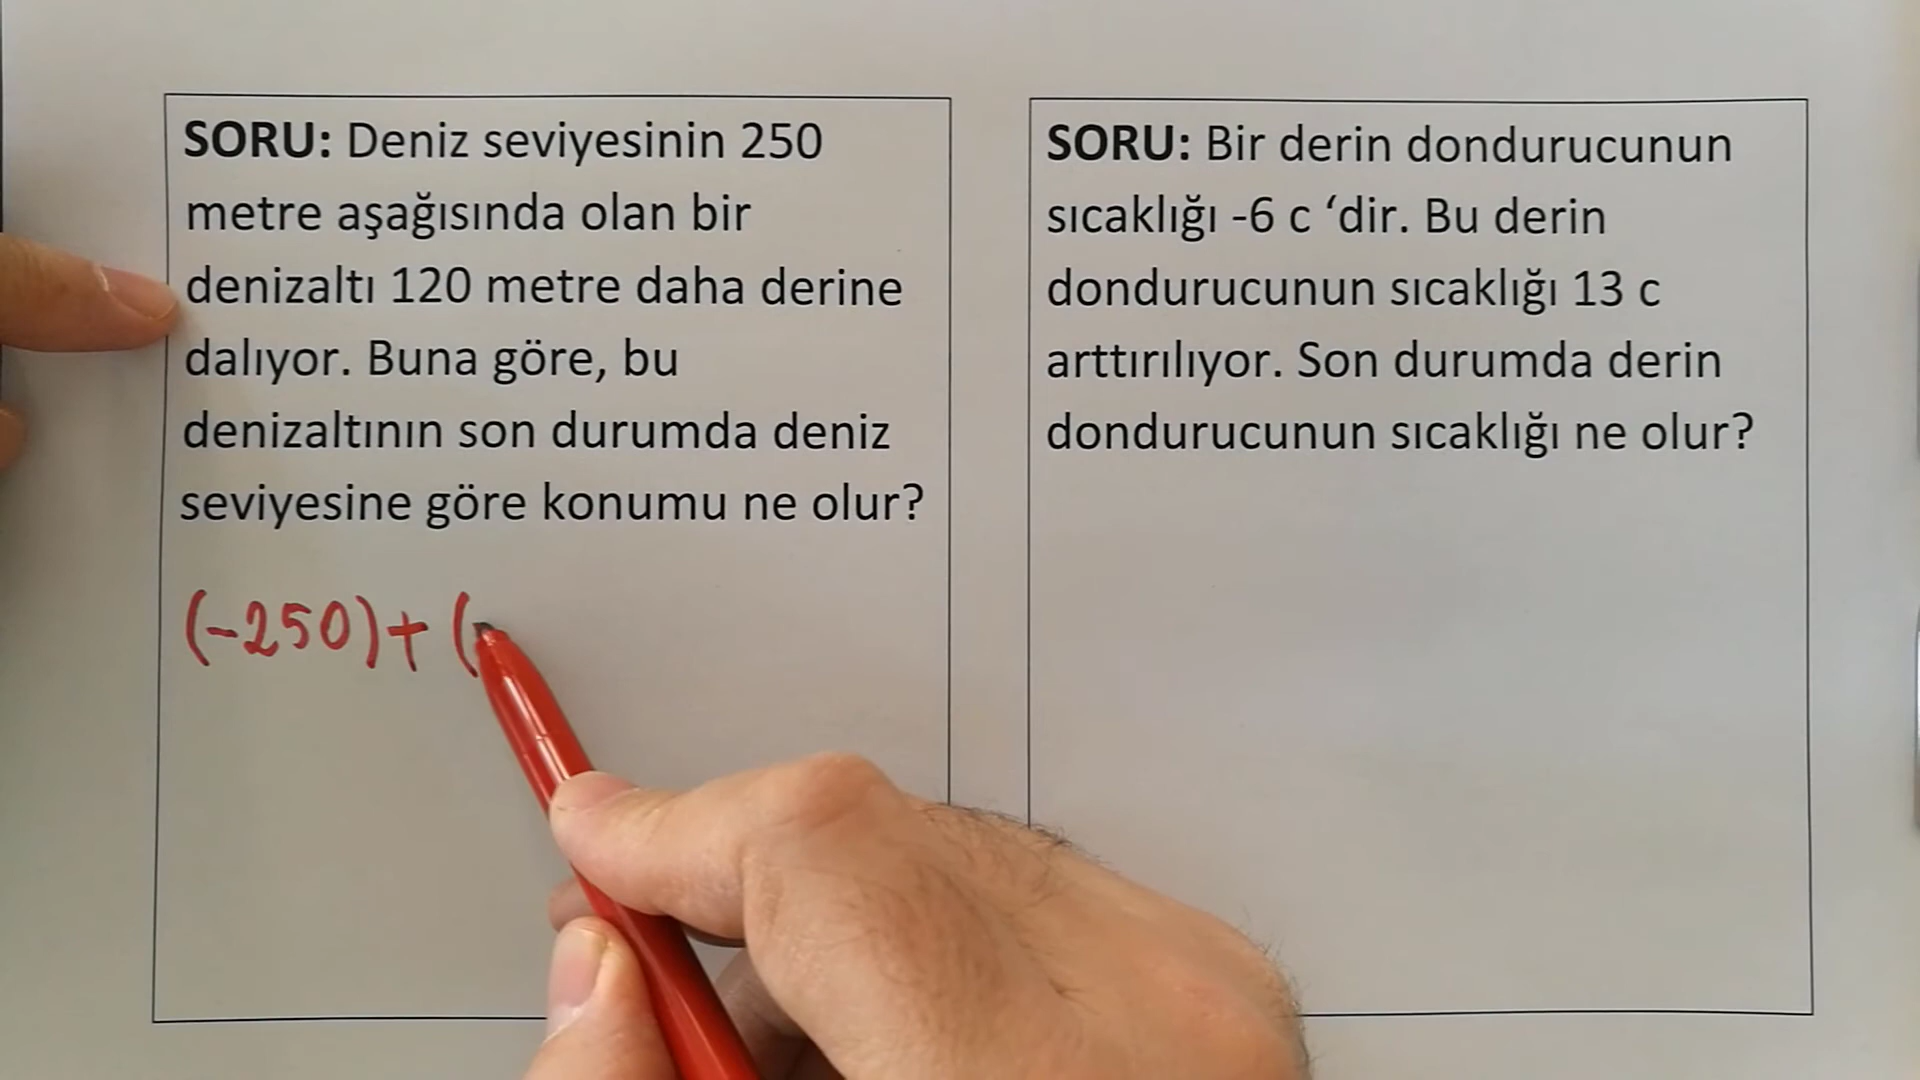 SORU: Deniz seviyesinin 250
metre aşağısında olan bir
denizaltı 120 metre daha derine
dalıyor. Buna göre, bu
denizaltının son durumda deniz
seviyesine göre konumu ne olur?
(-250)+(
SORU: Bir derin dondurucunun
sıcaklığı -6 c ‘dir. Bu derin
dondurucunun sıcaklığı 13 c
arttırılıyor. Son durumda derin
dondurucunun sıcaklığı ne olur?